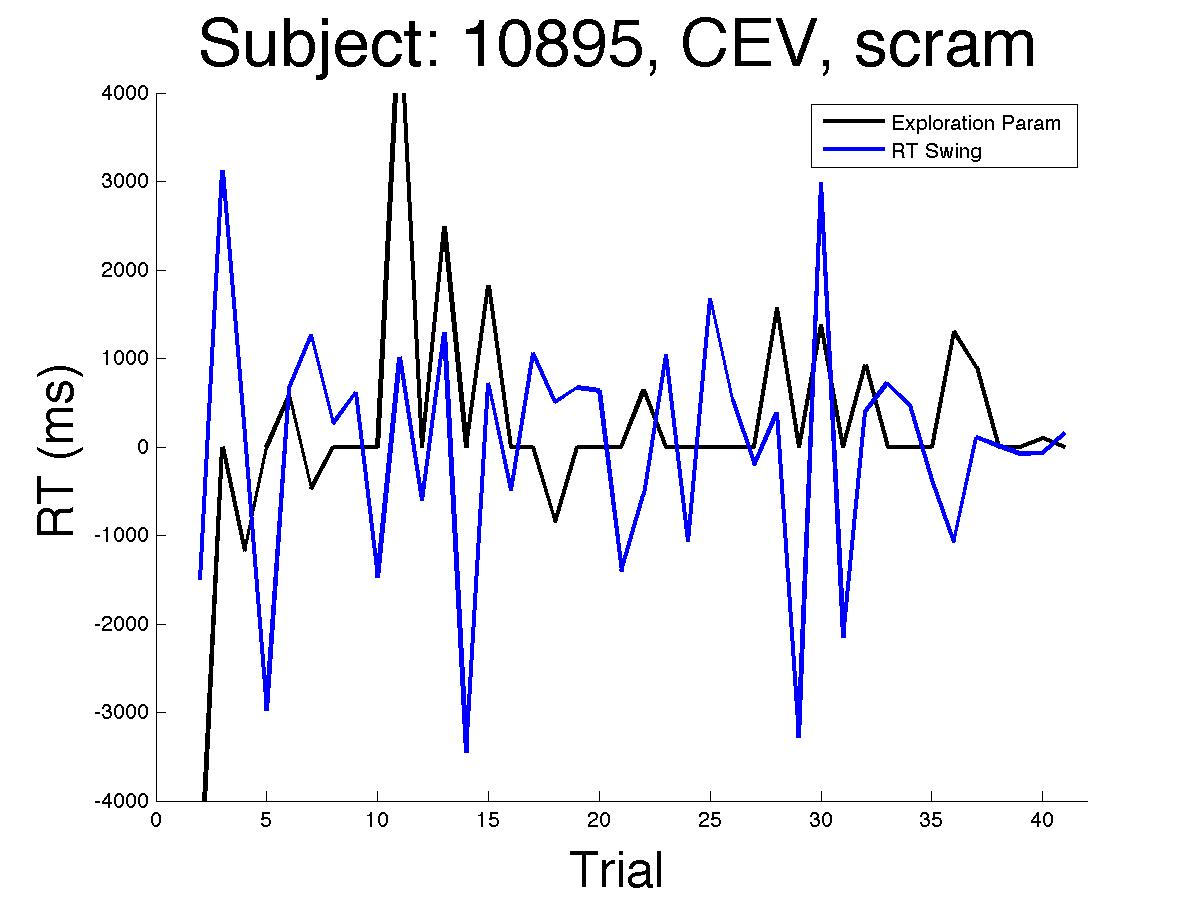 Subject: 10895, CEV, scram
4000
3000
2000
1000
0
-1000
-2000
-3000
-4000
RT (ms)
Exploration Param
RT Swing
0 5 10 15 20 25 30 35 40
Trial